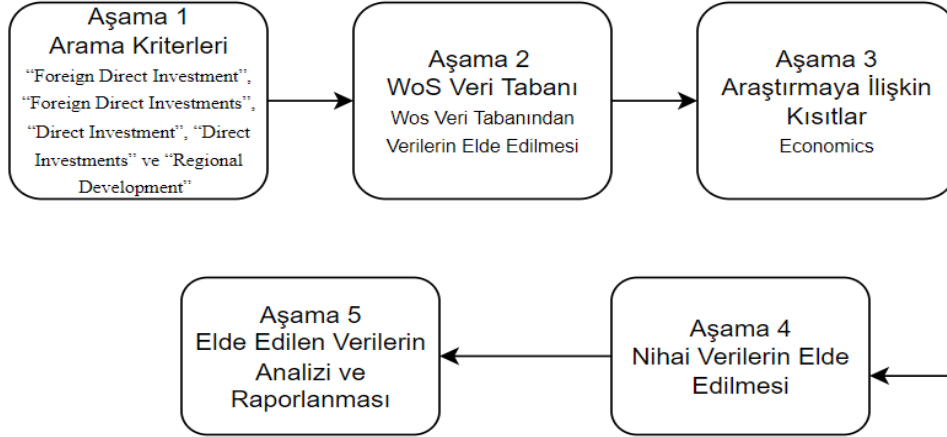 Aşama 1
Arama Kriterleri
“Foreign Direct Investment”,
“Foreign Direct Investments”,
“Direct Investment”, “Direct
Investments” ve “Regional
Development”
Aşama 2
WoS Veri Tabanı
Wos Veri Tabanından
Verilerin Elde Edilmesi
Aşama 3
Araştırmaya İlişkin
Kısıtlar
Economics
Aşama 4
Nihai Verilerin Elde
Edilmesi
Aşama 5
Elde Edilen Verilerin
Analizi ve
Raporlanması